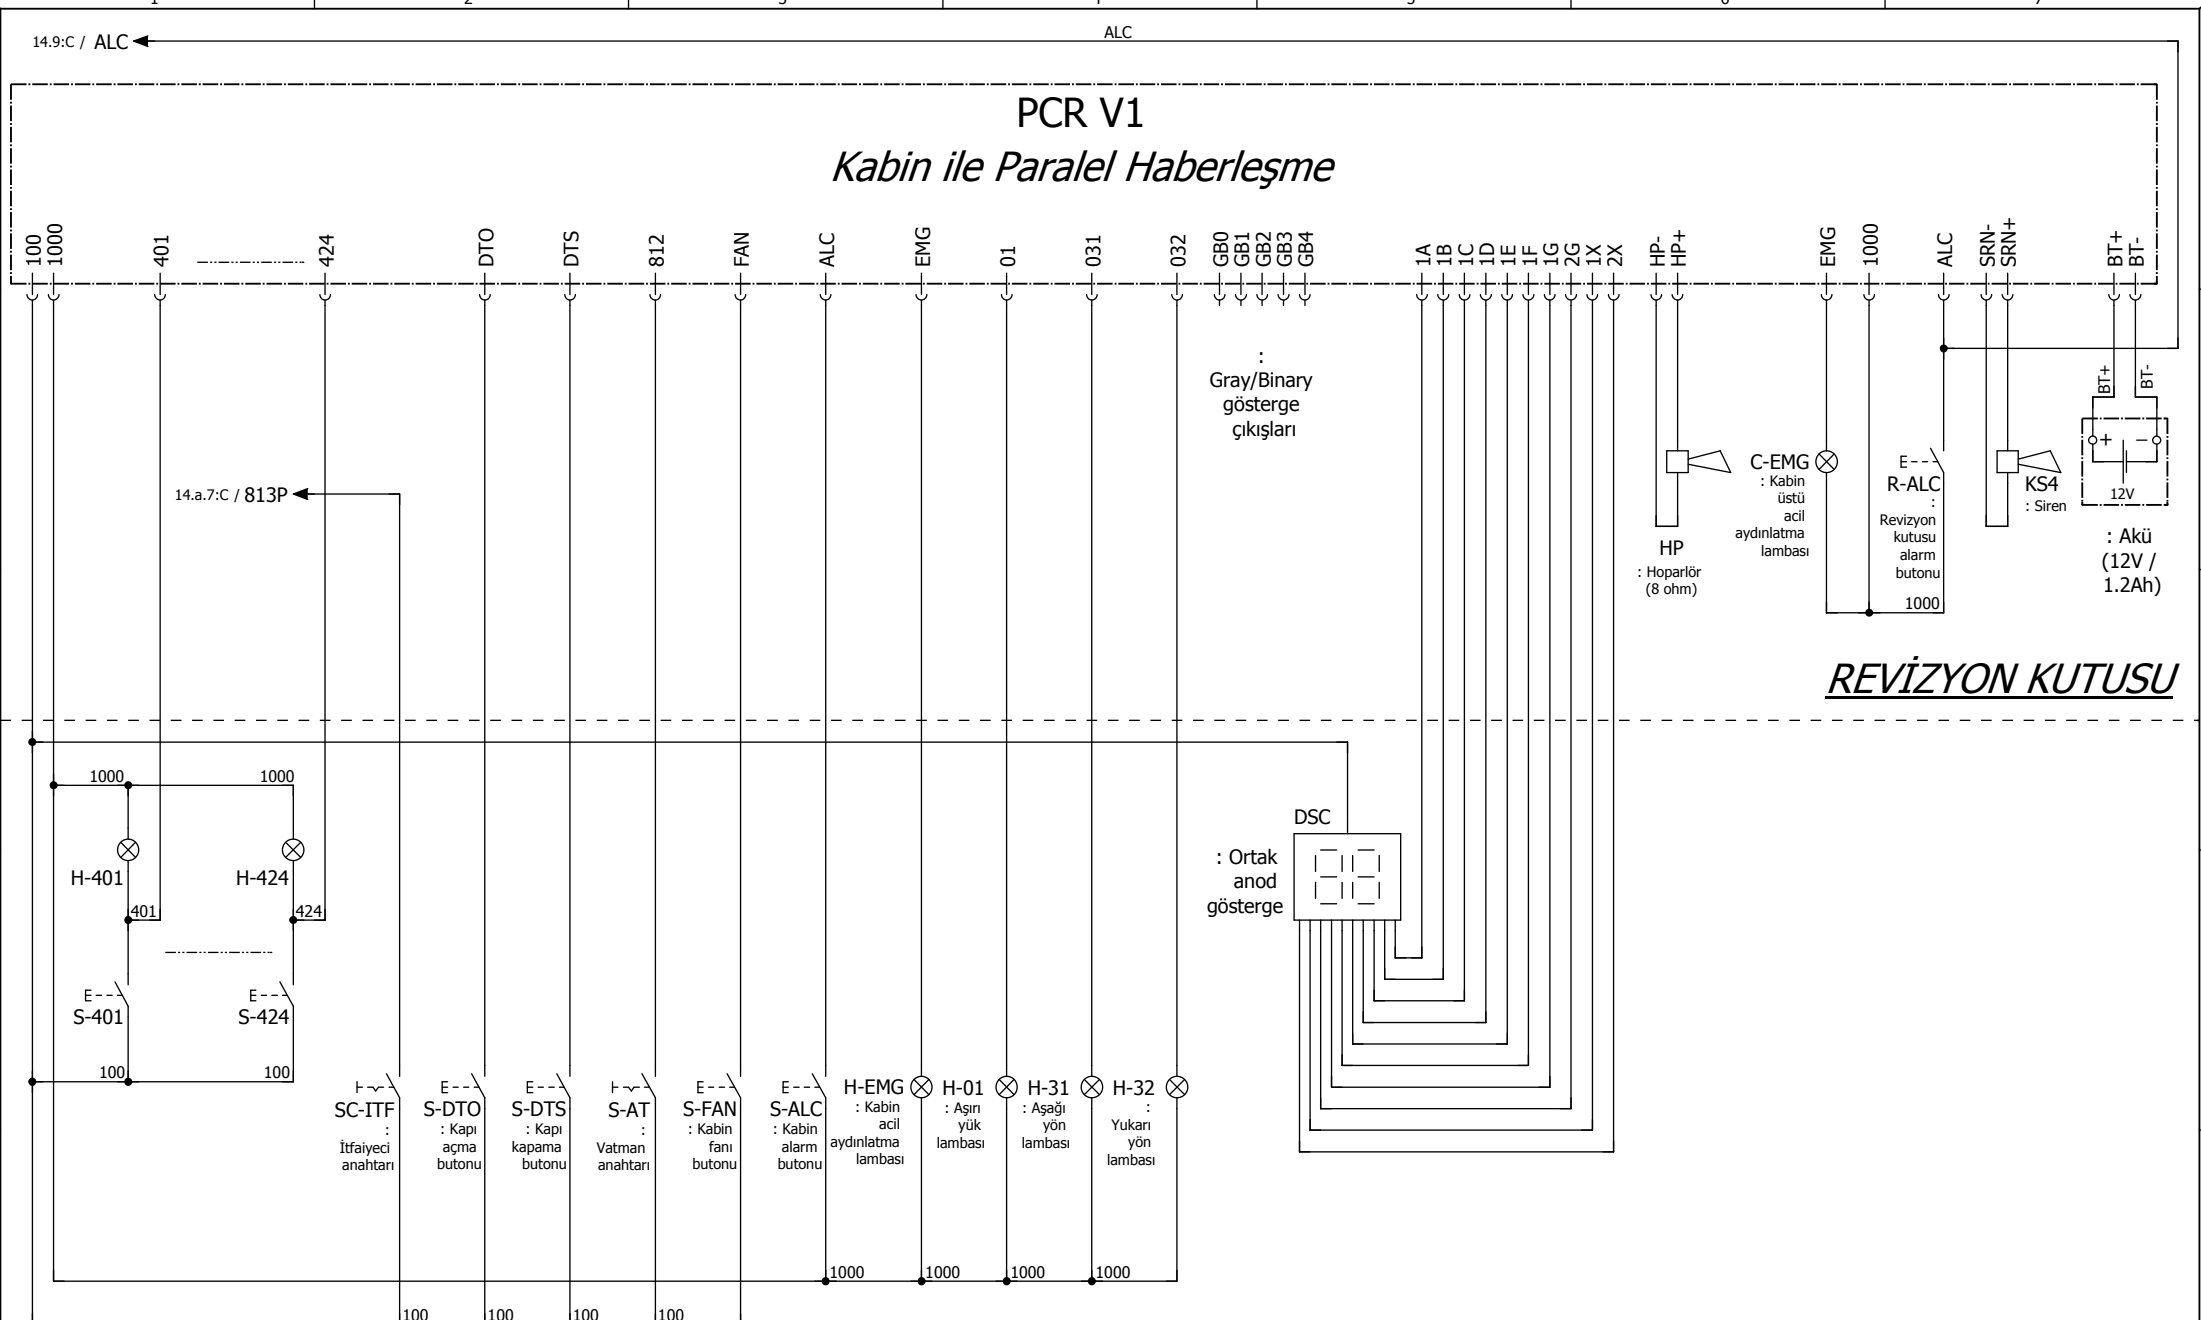 ALC
14.9:C / ALC
PCR V1
Kabin ile Paralel Haberleşme
100
1000
401
424
DTO
DTS
812
FAN
ALC
EMG
01
031
032
GB0
GB1
GB2
GB3
GB4
1A
1B
1C
1D
1E
1F
1G
2G
1X
2X
HP-
HP+
EMG
1000
ALC
SRN-
SRN+
BT+
BT-
:
Gray/Binary
gösterge
çıkışları
BT+
BT-
+
−
12V
: Akü
(12V /
1.2Ah)
14.a.7:C / 813P
HP
: Hoparlör
(8 ohm)
C-EMG
: Kabin
üstü
acil
aydınlatma
lambası
R-ALC
:
Revizyon
kutusu
alarm
butonu
KS4
: Siren
1000
REVİZYON KUTUSU
1000
1000
H-401
H-424
401
424
S-401
S-424
100
100
DSC
: Ortak
anod
gösterge
SC-ITF
:
İtfaiyeci
anahtarı
S-DTO
: Kapı
açma
butonu
S-DTS
: Kapı
kapama
butonu
S-AT
:
Vatman
anahtarı
S-FAN
: Kabin
fanı
butonu
S-ALC
: Kabin
alarm
butonu
H-EMG
: Kabin
acil
aydınlatma
lambası
H-01
: Aşırı
yük
lambası
H-31
: Aşağı
yön
lambası
H-32
:
Yukarı
yön
lambası
1000
1000
1000
1000
100
100
100
100